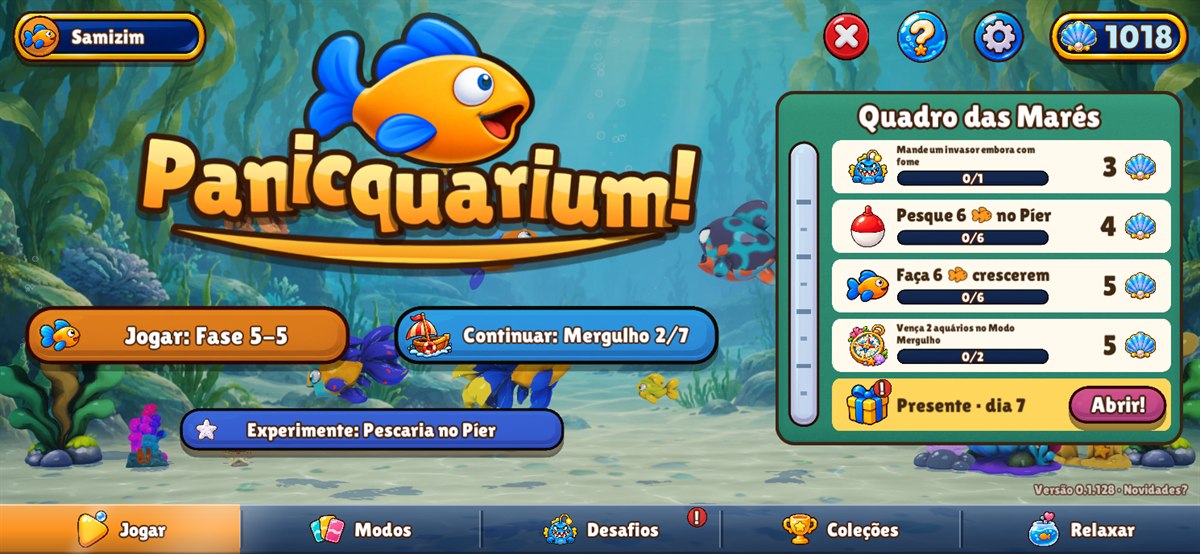 Samizim
1018
Panicquarium!
Quadro das Marés
Mande um invasor embora com
fome
0/1
3
Pesque 6 no Píer
0/6
4
Faça 6 crescerem
0/6
5
Vença 2 aquários no Modo
Mergulho
0/2
5
Presente · dia 7
Abrir!
Jogar: Fase 5-5
Continuar: Mergulho 2/7
Experimente: Pescaria no Píer
Versão 0.1.128 · Novidades?
Jogar
Modos
Desafios
Coleções
Relaxar